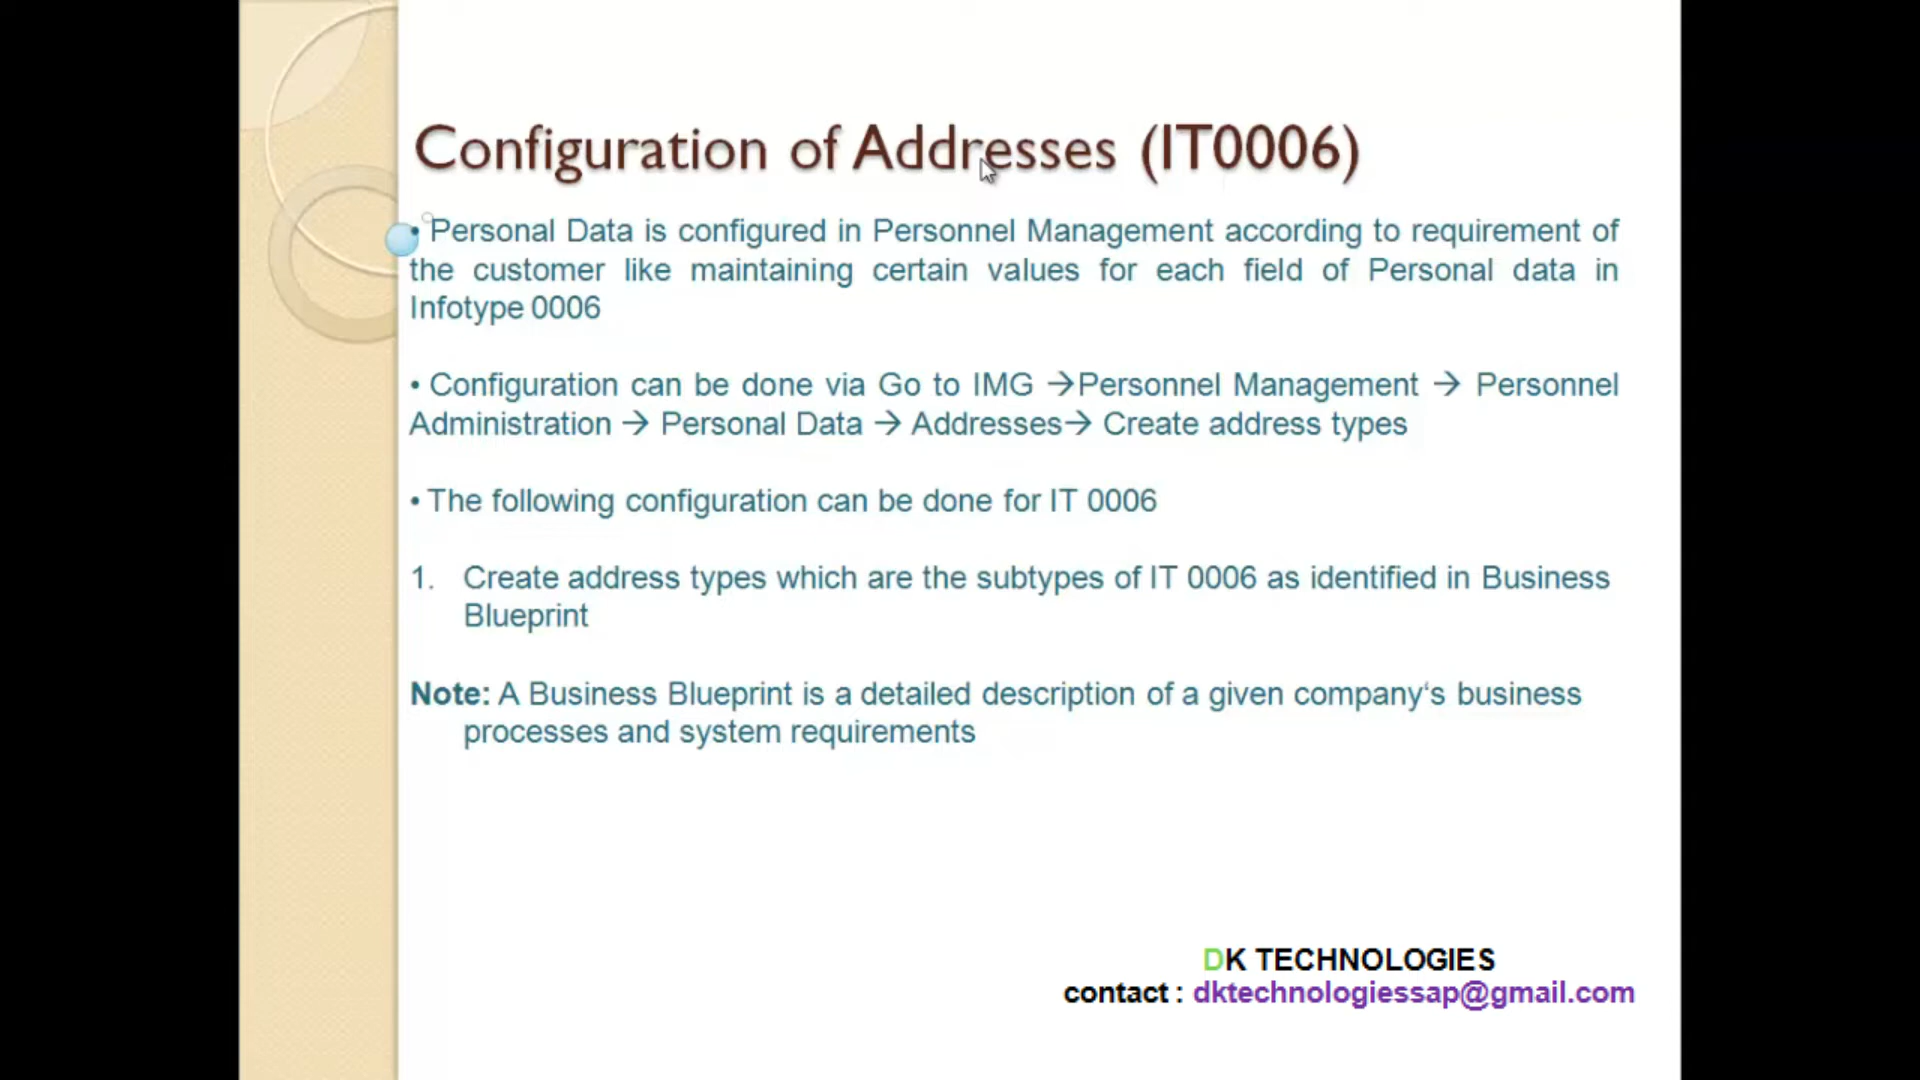 Configuration of Addresses (IT0006)
• Personal Data is configured in Personnel Management according to requirement of
the customer like maintaining certain values for each field of Personal data in
Infotype 0006
• Configuration can be done via Go to IMG →Personnel Management → Personnel
Administration → Personal Data → Addresses→ Create address types
• The following configuration can be done for IT 0006
1. Create address types which are the subtypes of IT 0006 as identified in Business
Blueprint
Note: A Business Blueprint is a detailed description of a given company‘s business
processes and system requirements
DK TECHNOLOGIES
contact : dktechnologiessap@gmail.com